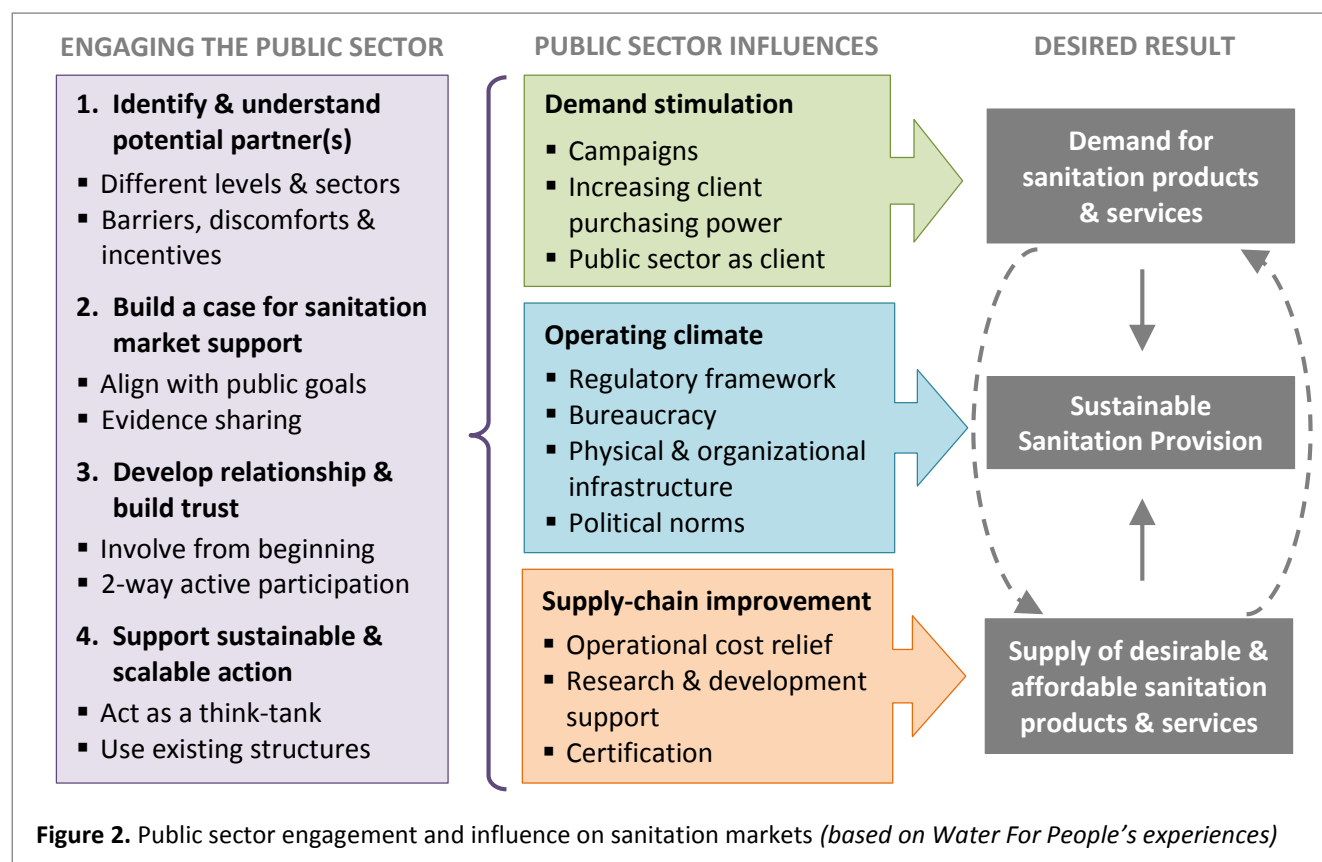 ENGAGING THE PUBLIC SECTOR
1. Identify & understand
potential partner(s)
▪ Different levels & sectors
▪ Barriers, discomforts &
incentives
2. Build a case for sanitation
market support
▪ Align with public goals
▪ Evidence sharing
3. Develop relationship &
build trust
▪ Involve from beginning
▪ 2-way active participation
4. Support sustainable &
scalable action
▪ Act as a think-tank
▪ Use existing structures
PUBLIC SECTOR INFLUENCES
Demand stimulation
▪ Campaigns
▪ Increasing client
purchasing power
▪ Public sector as client
Operating climate
▪ Regulatory framework
▪ Bureaucracy
▪ Physical & organizational
infrastructure
▪ Political norms
Supply-chain improvement
▪ Operational cost relief
▪ Research & development
support
▪ Certification
DESIRED RESULT
Demand for
sanitation products
& services
Sustainable
Sanitation Provision
Supply of desirable &
affordable sanitation
products & services
Figure 2. Public sector engagement and influence on sanitation markets (based on Water For People's experiences)